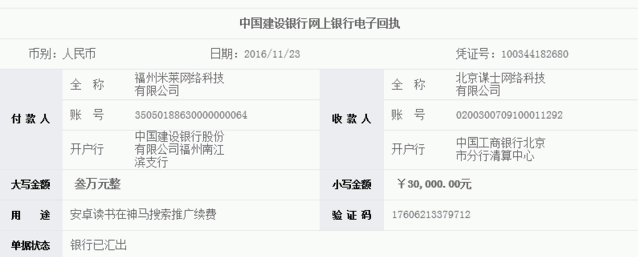 中国建设银行网上银行电子回执
币别：人民币 日期：2016/11/23 凭证号：100344182680
付款人
全 称 福州米莱网络科技
有限公司
账 号 35050188630000000064
开户行 中国建设银行股份
有限公司福州南江
滨支行
收款人
全 称 北京谋士网络科技
有限公司
账 号 0200300709100011292
开户行 中国工商银行北京
市分行清算中心
大写金额 叁万元整 小写金额 ￥30,000.00元
用 途 安卓读书在神马搜索推广续费 验证码 17606213379712
单据状态 银行已汇出